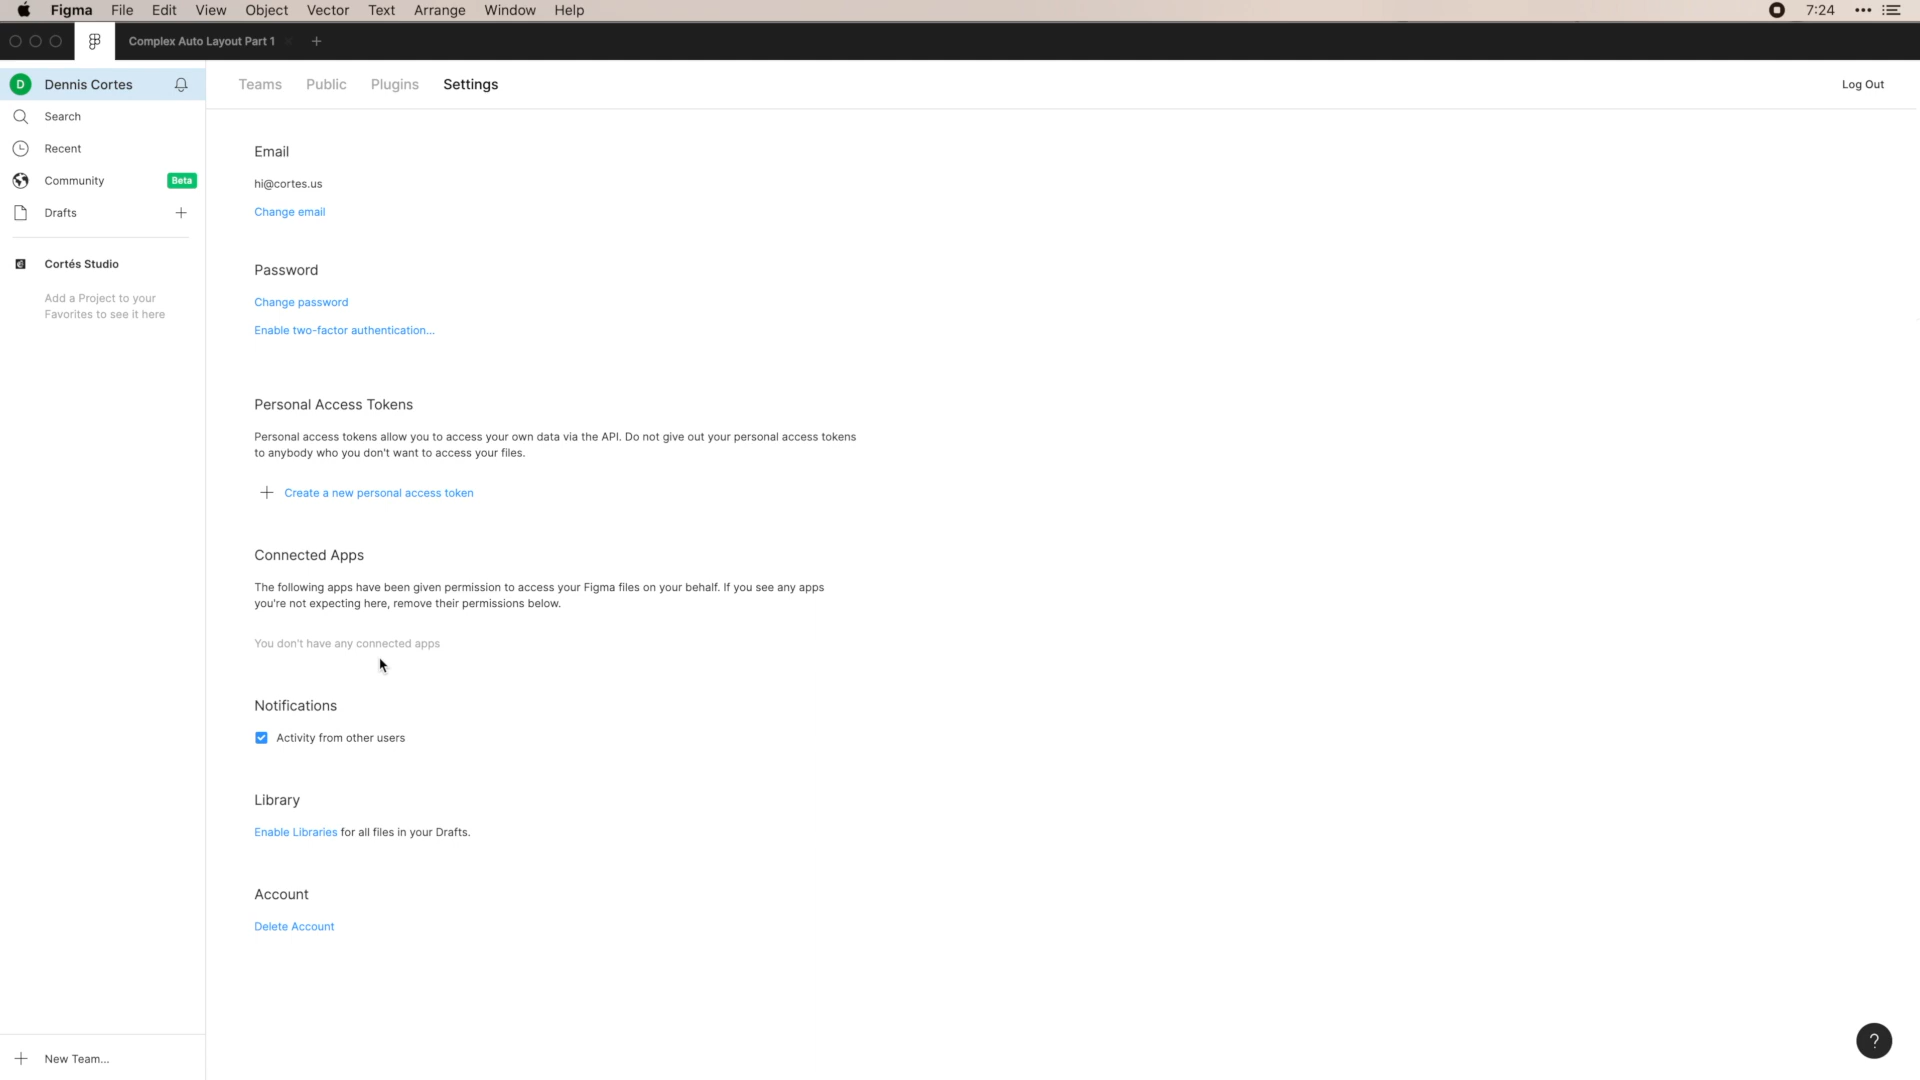 Figma File Edit View Object Vector Text Arrange Window Help 7:24
Complex Auto Layout Part 1
D Dennis Cortes
Teams Public Plugins Settings Log Out
Search
Recent
Community Beta
Drafts
Cortés Studio
Add a Project to your
Favorites to see it here
New Team...
Email
hi@cortes.us
Change email
Password
Change password
Enable two-factor authentication...
Personal Access Tokens
Personal access tokens allow you to access your own data via the API. Do not give out your personal access tokens
to anybody who you don't want to access your files.
Create a new personal access token
Connected Apps
The following apps have been given permission to access your Figma files on your behalf. If you see any apps
you're not expecting here, remove their permissions below.
You don't have any connected apps
Notifications
Activity from other users
Library
Enable Libraries for all files in your Drafts.
Account
Delete Account
?